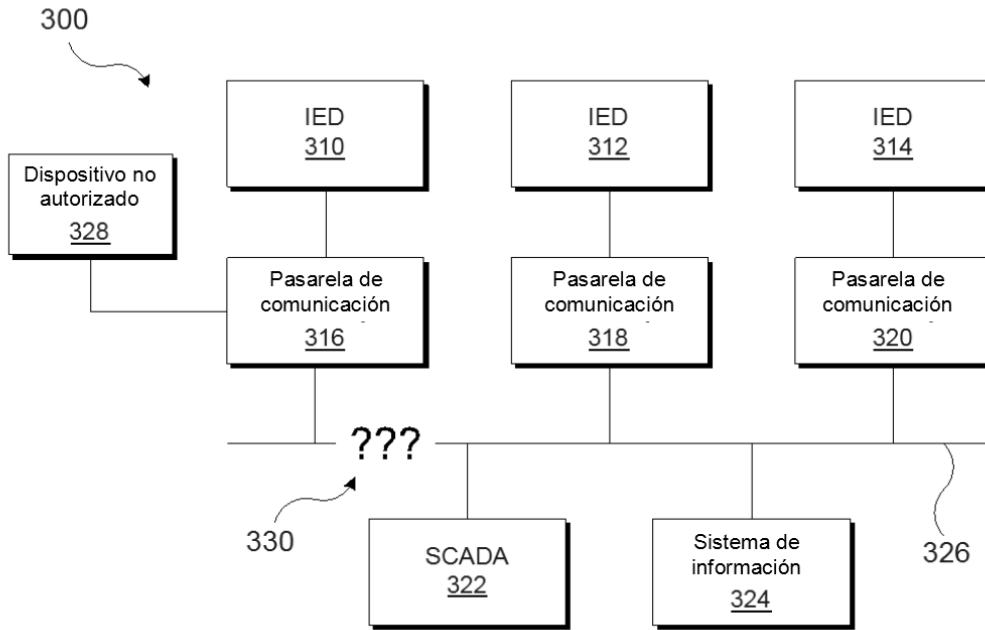 300
IED
310
IED
312
IED
314
Dispositivo no
autorizado
328
Pasarela de
comunicación
316
Pasarela de
comunicación
318
Pasarela de
comunicación
320
???
330
SCADA
322
Sistema de
información
324
326